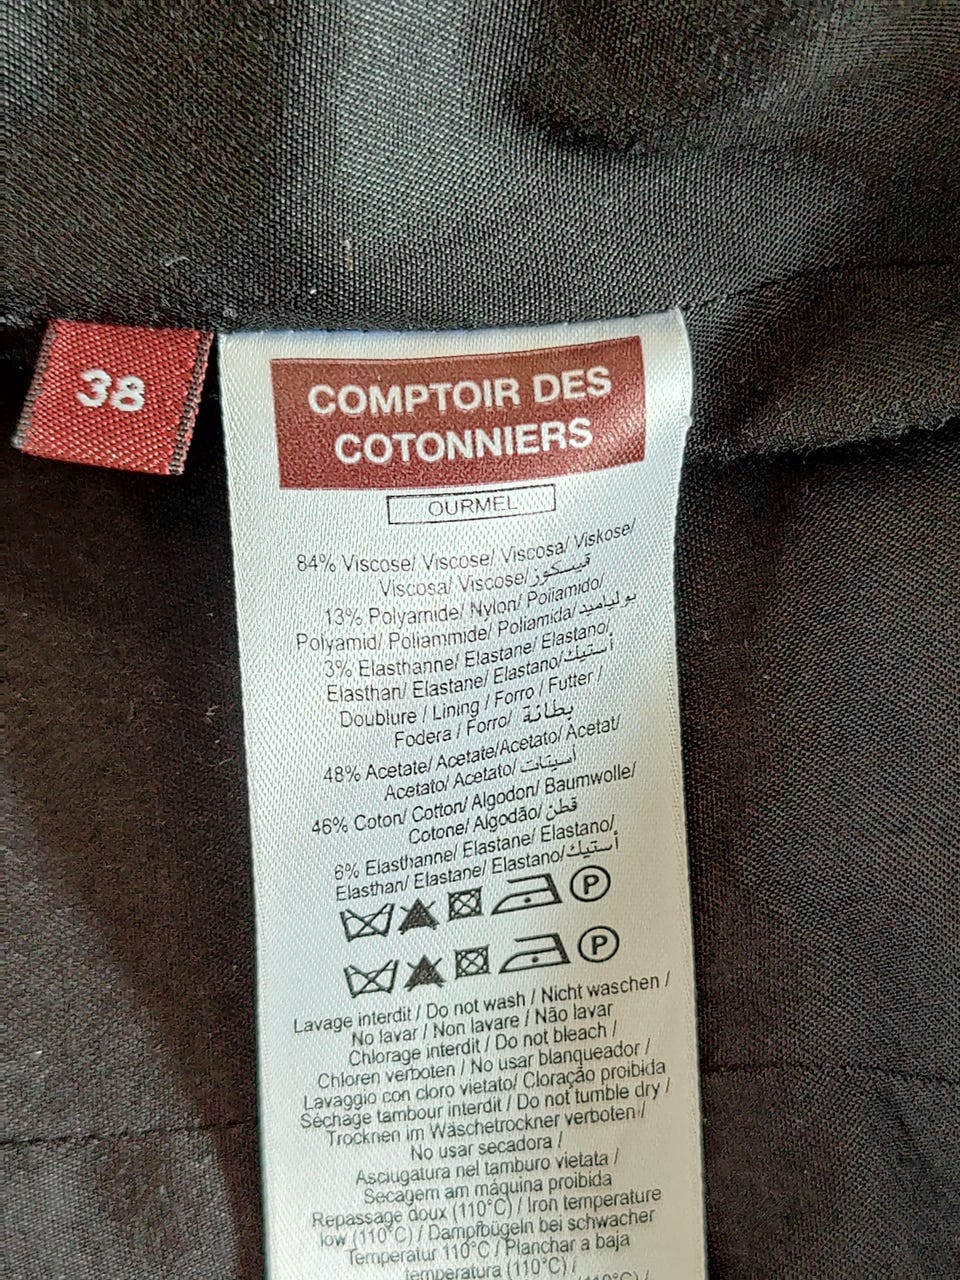 38
COMPTOIR DES
COTONNIERS
OURMEL
84% Viscose/ Viscose/ Viscosa/ Viskose/
Viscosa/ Viscose/ فيسكوز
13% Polyamide/ Nylon/ Poliamido/
Polyamid/ Poliammide/ Poliamida/ بولياميد
3% Elasthanne/ Elastane/ Elastano/
Elasthan/ Elastane/ Elastano/ أستيك
Doublure / Lining / Forro / Futter /
Fodera / Forro/ بطانة
48% Acetate/ Acetate/Acetato/ Acetat/
Acetato/ Acetato/ أسيتات
46% Coton/ Cotton/ Algodon/ Baumwolle/
Cotone/ Algodão/ قطن
6% Elasthanne/ Elastane/ Elastano/
Elasthan/ Elastane/ Elastano/ أستيك
P
P
Lavage interdit / Do not wash / Nicht waschen /
No lavar / Non lavare / Não lavar
Chlorage interdit / Do not bleach /
Chloren verboten / No usar blanqueador /
Lavaggio con cloro vietato/ Cloração proibida
Séchage tambour interdit / Do not tumble dry /
Trocknen im Wäschetrockner verboten /
No usar secadora /
Asciugatura nel tamburo vietata /
Secagem am máquina proibida
Repassage doux (110°C) / Iron temperature
low (110°C) / Dampfbügeln bei schwacher
Temperatur 110°C / Planchar a baja
temperatura (110°C) /